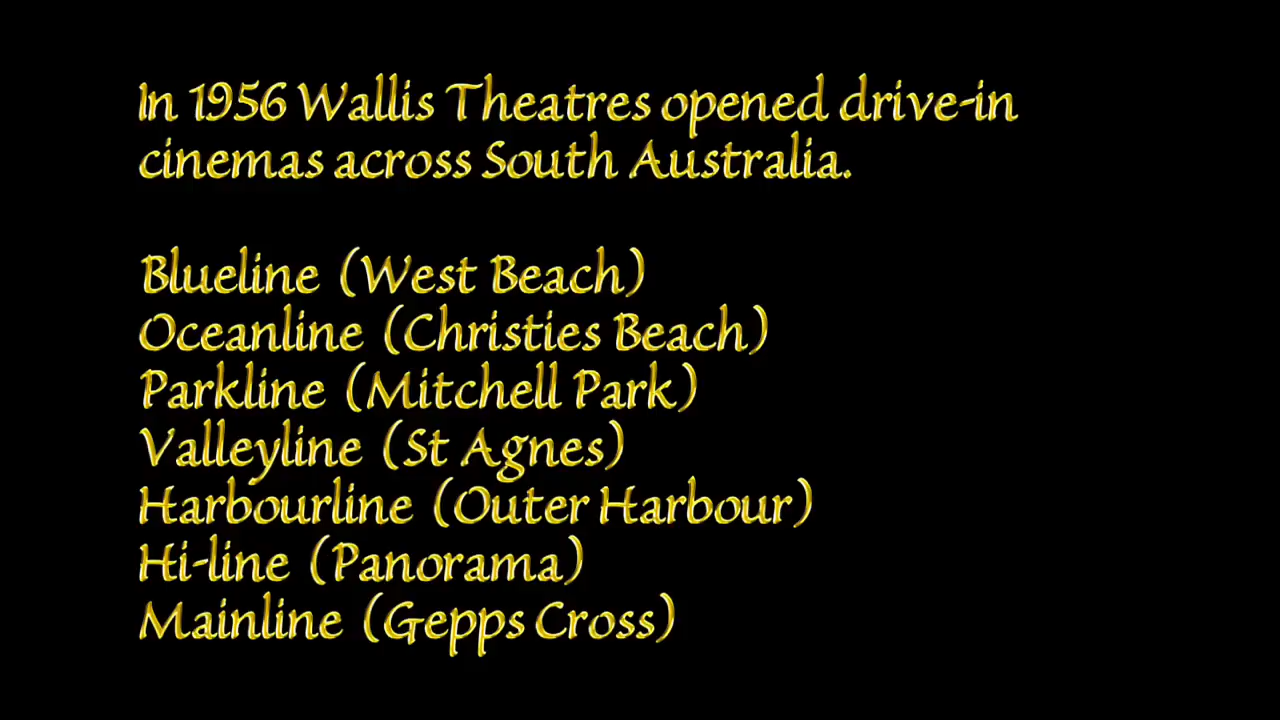 In 1956 Wallis Theatres opened drive-in
cinemas across South Australia.
Blueline (West Beach)
Oceanline (Christies Beach)
Parkline (Mitchell Park)
Valleyline (St Agnes)
Harbourline (Outer Harbour)
Hi-line (Panorama)
Mainline (Gepps Cross)